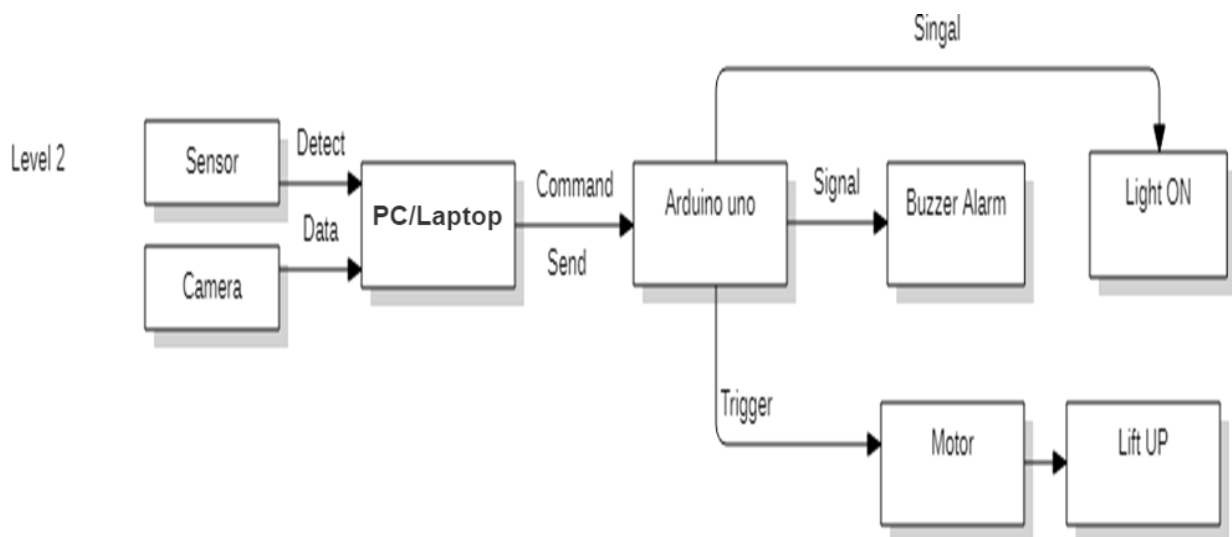 Singal
Level 2
Sensor
Detect
PC/Laptop
Data
Camera
Command
Send
Arduino uno
Signal
Buzzer Alarm
Light ON
Trigger
Motor
Lift UP